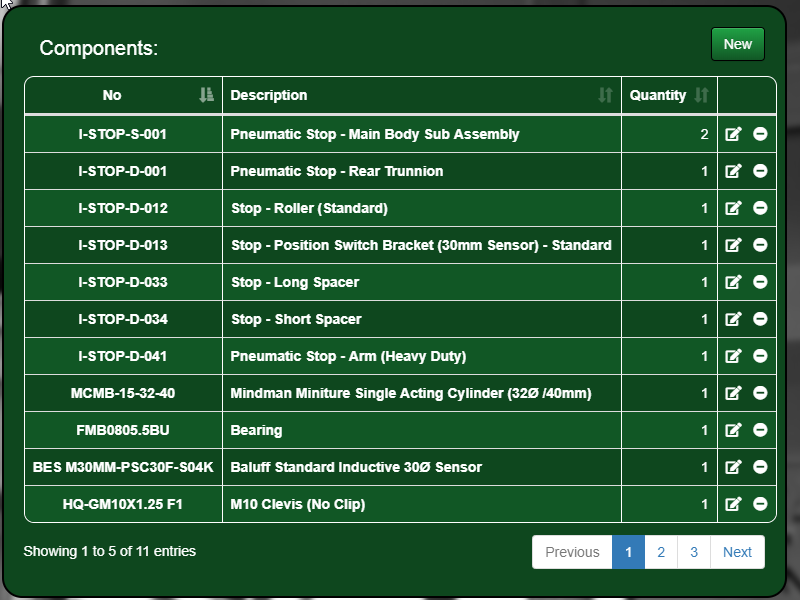 Components:
New
No Description Quantity
I-STOP-S-001 Pneumatic Stop - Main Body Sub Assembly 2
I-STOP-D-001 Pneumatic Stop - Rear Trunnion 1
I-STOP-D-012 Stop - Roller (Standard) 1
I-STOP-D-013 Stop - Position Switch Bracket (30mm Sensor) - Standard 1
I-STOP-D-033 Stop - Long Spacer 1
I-STOP-D-034 Stop - Short Spacer 1
I-STOP-D-041 Pneumatic Stop - Arm (Heavy Duty) 1
MCMB-15-32-40 Mindman Miniture Single Acting Cylinder (32Ø /40mm) 1
FMB0805.5BU Bearing 1
BES M30MM-PSC30F-S04K Baluff Standard Inductive 30Ø Sensor 1
HQ-GM10X1.25 F1 M10 Clevis (No Clip) 1
Showing 1 to 5 of 11 entries
Previous 1 2 3 Next